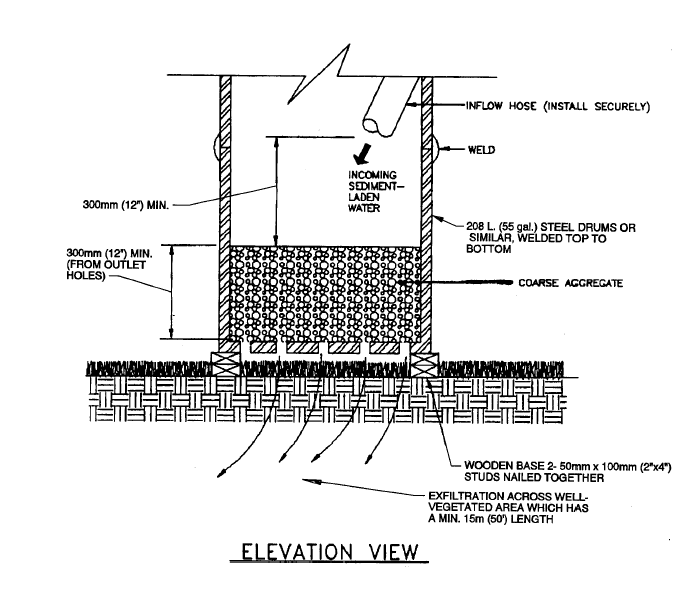 INFLOW HOSE (INSTALL SECURELY)
WELD
INCOMING
SEDIMENT-
LADEN
WATER
300mm (12") MIN.
208 L. (55 gal.) STEEL DRUMS OR
SIMILAR, WELDED TOP TO
BOTTOM
300mm (12") MIN.
(FROM OUTLET
HOLES)
COARSE AGGREGATE
WOODEN BASE 2- 50mm x 100mm (2"x4")
STUDS NAILED TOGETHER
EXFILTRATION ACROSS WELL-
VEGETATED AREA WHICH HAS
A MIN. 15m (50') LENGTH
ELEVATION VIEW